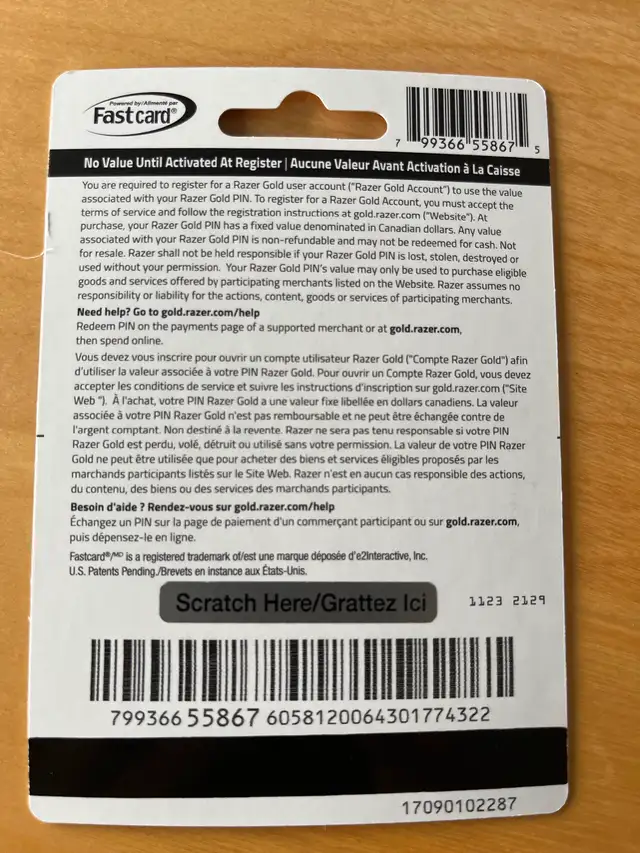 Powered by/Alimenté par
Fastcard®
7 99366 55867 5
No Value Until Activated At Register | Aucune Valeur Avant Activation à La Caisse
You are required to register for a Razer Gold user account ("Razer Gold Account") to use the value
associated with your Razer Gold PIN. To register for a Razer Gold Account, you must accept the
terms of service and follow the registration instructions at gold.razer.com ("Website"). At
purchase, your Razer Gold PIN has a fixed value denominated in Canadian dollars. Any value
associated with your Razer Gold PIN is non-refundable and may not be redeemed for cash. Not
for resale. Razer shall not be held responsible if your Razer Gold PIN is lost, stolen, destroyed or
used without your permission. Your Razer Gold PIN's value may only be used to purchase eligible
goods and services offered by participating merchants listed on the Website. Razer assumes no
responsibility or liability for the actions, content, goods or services of participating merchants.
Need help? Go to gold.razer.com/help
Redeem PIN on the payments page of a supported merchant or at gold.razer.com,
then spend online.
Vous devez vous inscrire pour ouvrir un compte utilisateur Razer Gold ("Compte Razer Gold") afin
d'utiliser la valeur associée à votre PIN Razer Gold. Pour ouvrir un Compte Razer Gold, vous devez
accepter les conditions de service et suivre les instructions d'inscription sur gold.razer.com ("Site
Web "). À l'achat, votre PIN Razer Gold a une valeur fixe libellée en dollars canadiens. La valeur
associée à votre PIN Razer Gold n'est pas remboursable et ne peut être échangée contre de
l'argent comptant. Non destiné à la revente. Razer ne sera pas tenu responsable si votre PIN
Razer Gold est perdu, volé, détruit ou utilisé sans votre permission. La valeur de votre PIN Razer
Gold ne peut être utilisée que pour acheter des biens et services éligibles proposés par les
marchands participants listés sur le Site Web. Razer n'est en aucun cas responsible des actions,
du contenu, des biens ou des services des marchands participants.
Besoin d'aide ? Rendez-vous sur gold.razer.com/help
Échangez un PIN sur la page de paiement d'un commerçant participant ou sur gold.razer.com,
puis dépensez-le en ligne.
Fastcard®/MD is a registered trademark of/est une marque déposée d'e2Interactive, Inc.
U.S. Patents Pending./Brevets en instance aux États-Unis.
Scratch Here/Grattez Ici
1123 2129
799366 55867 6058120064301774322
17090102287